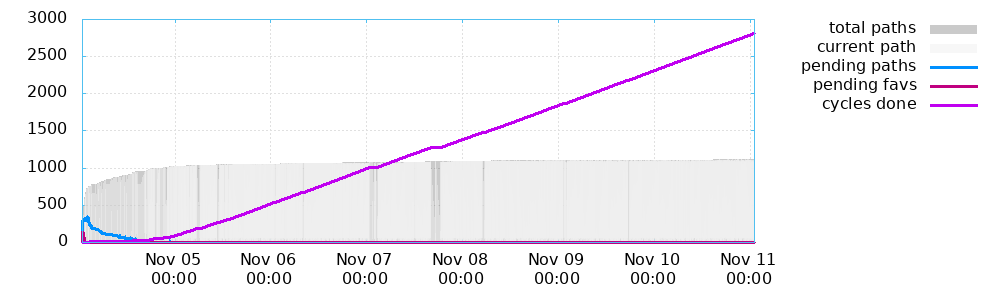 3000
2500
2000
1500
1000
500
0
Nov 05 Nov 06 Nov 07 Nov 08 Nov 09 Nov 10 Nov 11
00:00 00:00 00:00 00:00 00:00 00:00 00:00
total paths
current path
pending paths
pending favs
cycles done